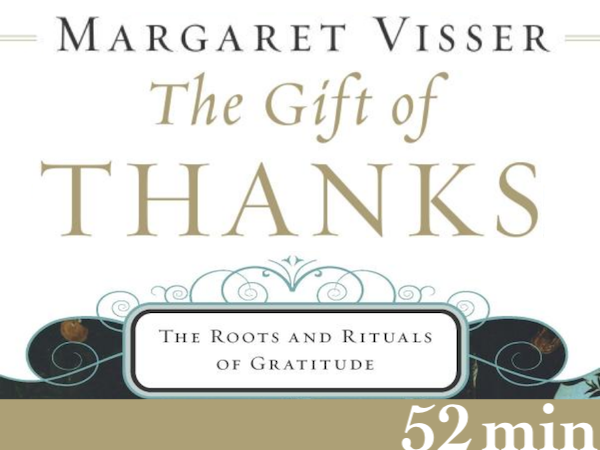 MARGARET VISSER
The Gift of
THANKS
THE ROOTS AND RITUALS
OF GRATITUDE
52 min